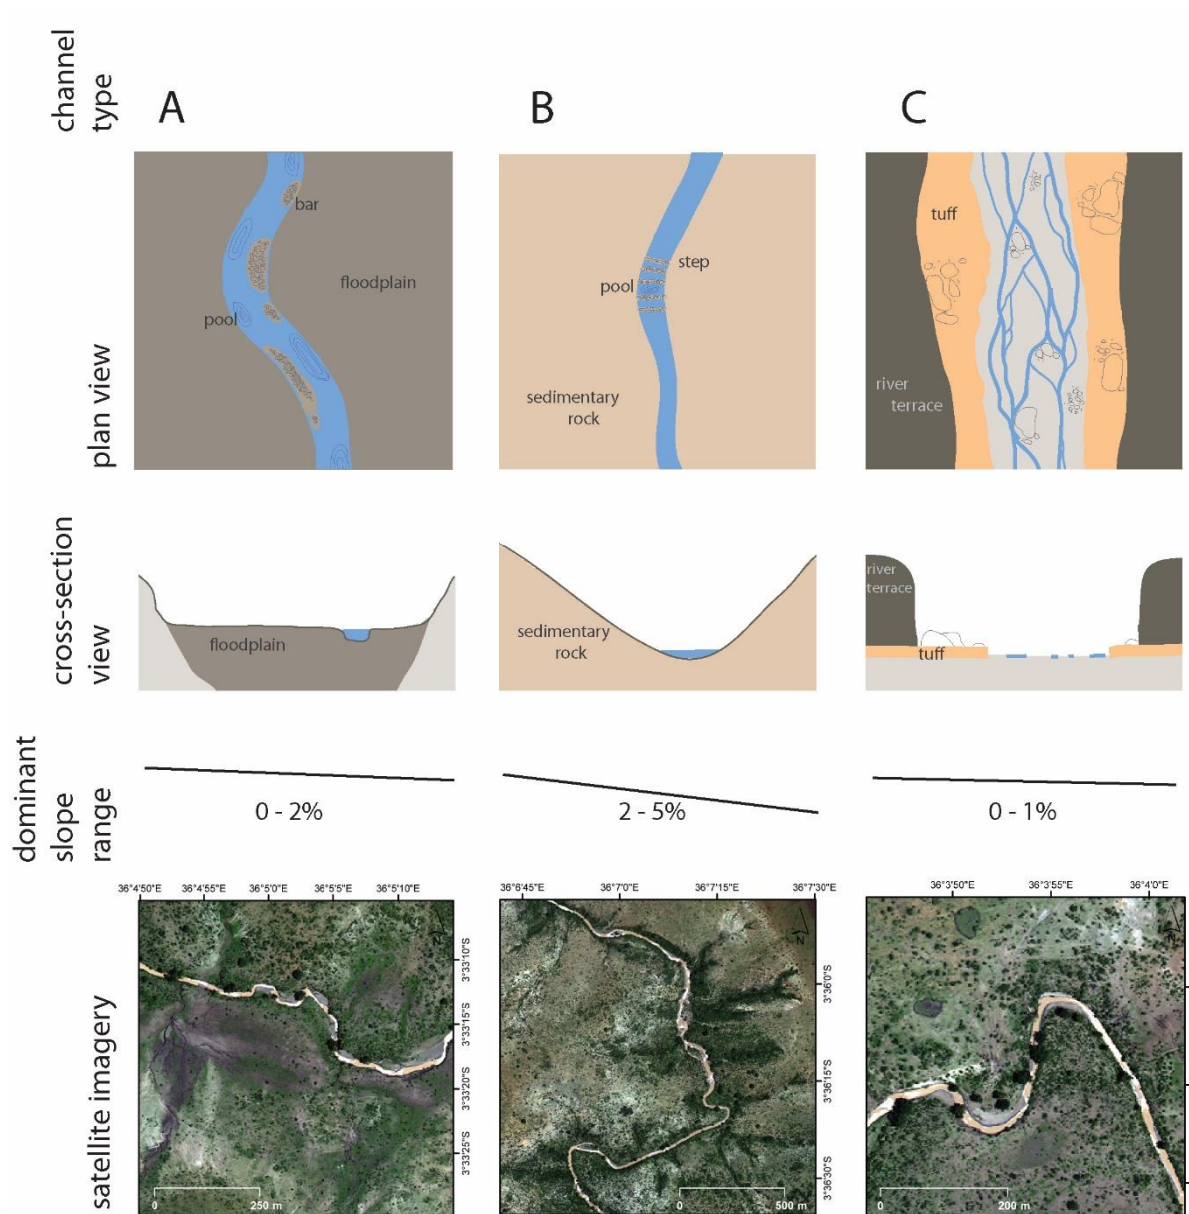 channel
type
A
B
C
plan view
bar
floodplain
pool
step
pool
sedimentary
rock
tuff
river
terrace
cross-section
view
floodplain
sedimentary
rock
river
terrace
tuff
dominant
slope
range
0 - 2%
2 - 5%
0 - 1%
satellite imagery
36°4'50"E 36°4'55"E 36°5'0"E 36°5'5"E 36°5'10"E
3°33'10"S
3°33'15"S
3°33'20"S
3°33'25"S
N
0 250 m
36°6'45"E 36°7'0"E 36°7'15"E 36°7'30"E
3°36'0"S
3°36'15"S
3°36'30"S
N
0 500 m
36°3'50"E 36°3'55"E 36°4'0"E
N
0 200 m